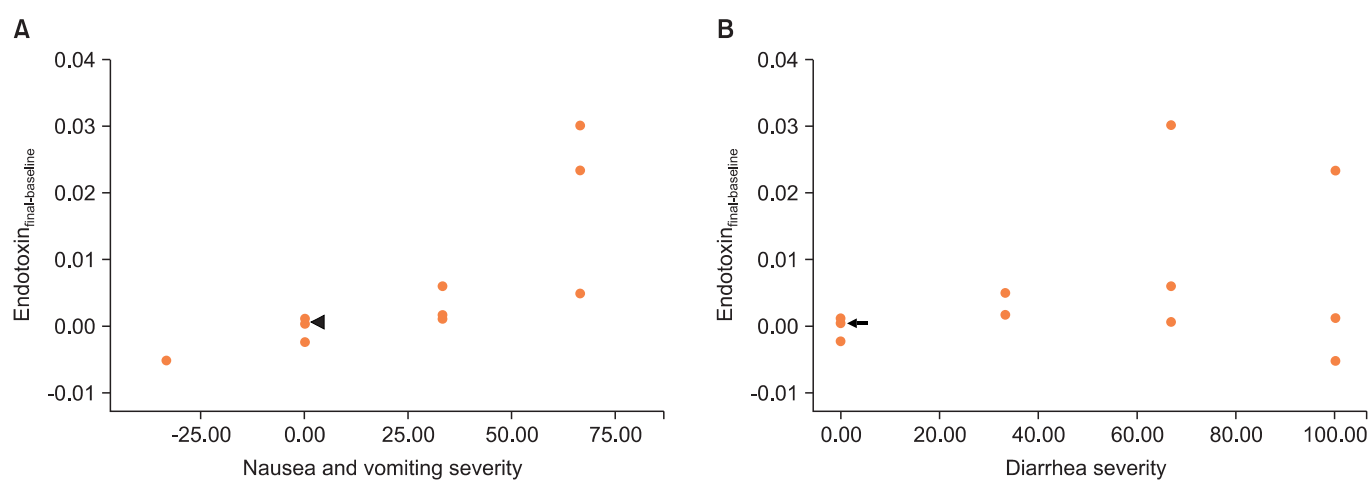 A
0.04
0.03
0.02
0.01
0.00
-0.01
Endotoxinfinal-baseline
-25.00 0.00 25.00 50.00 75.00
Nausea and vomiting severity
B
0.04
0.03
0.02
0.01
0.00
-0.01
Endotoxinfinal-baseline
0.00 20.00 40.00 60.00 80.00 100.00
Diarrhea severity